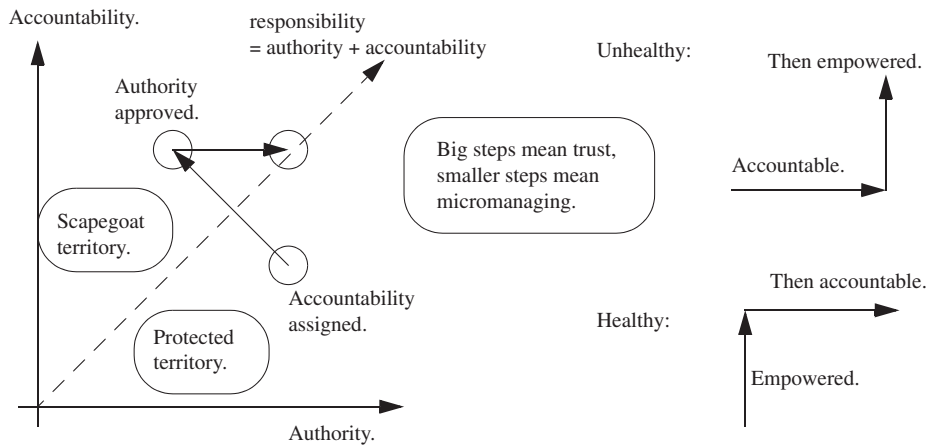 Accountability.
responsibility
= authority + accountability
Authority
approved.
Scapegoat
territory.
Accountability
assigned.
Protected
territory.
Authority.
Big steps mean trust,
smaller steps mean
micromanaging.
Unhealthy:
Then empowered.
Accountable.
Healthy:
Then accountable.
Empowered.